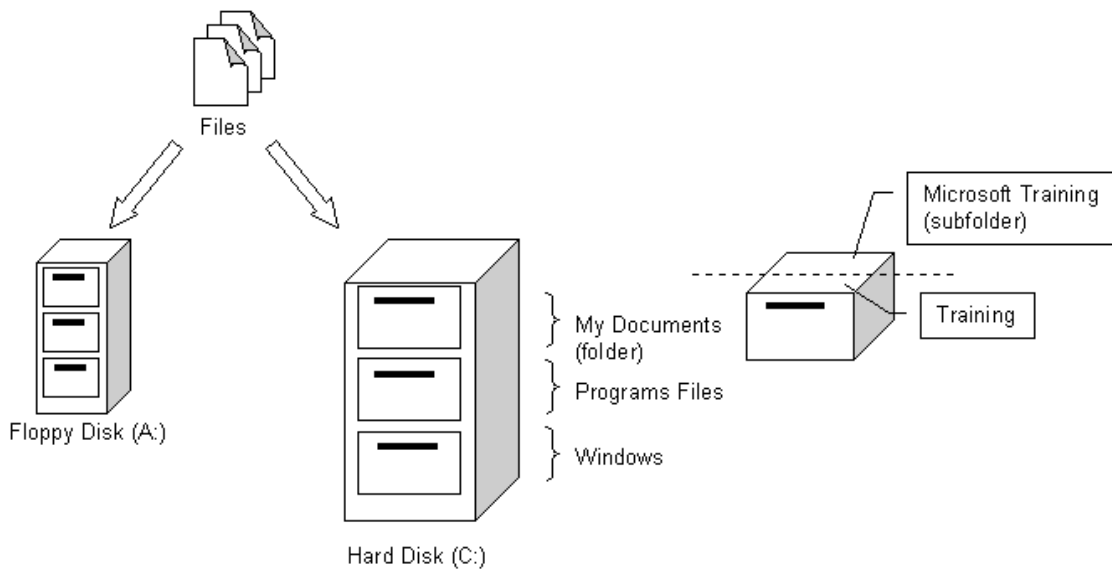 Files
Floppy Disk (A:)
Hard Disk (C:)
My Documents
(folder)
Programs Files
Windows
Microsoft Training
(subfolder)
Training